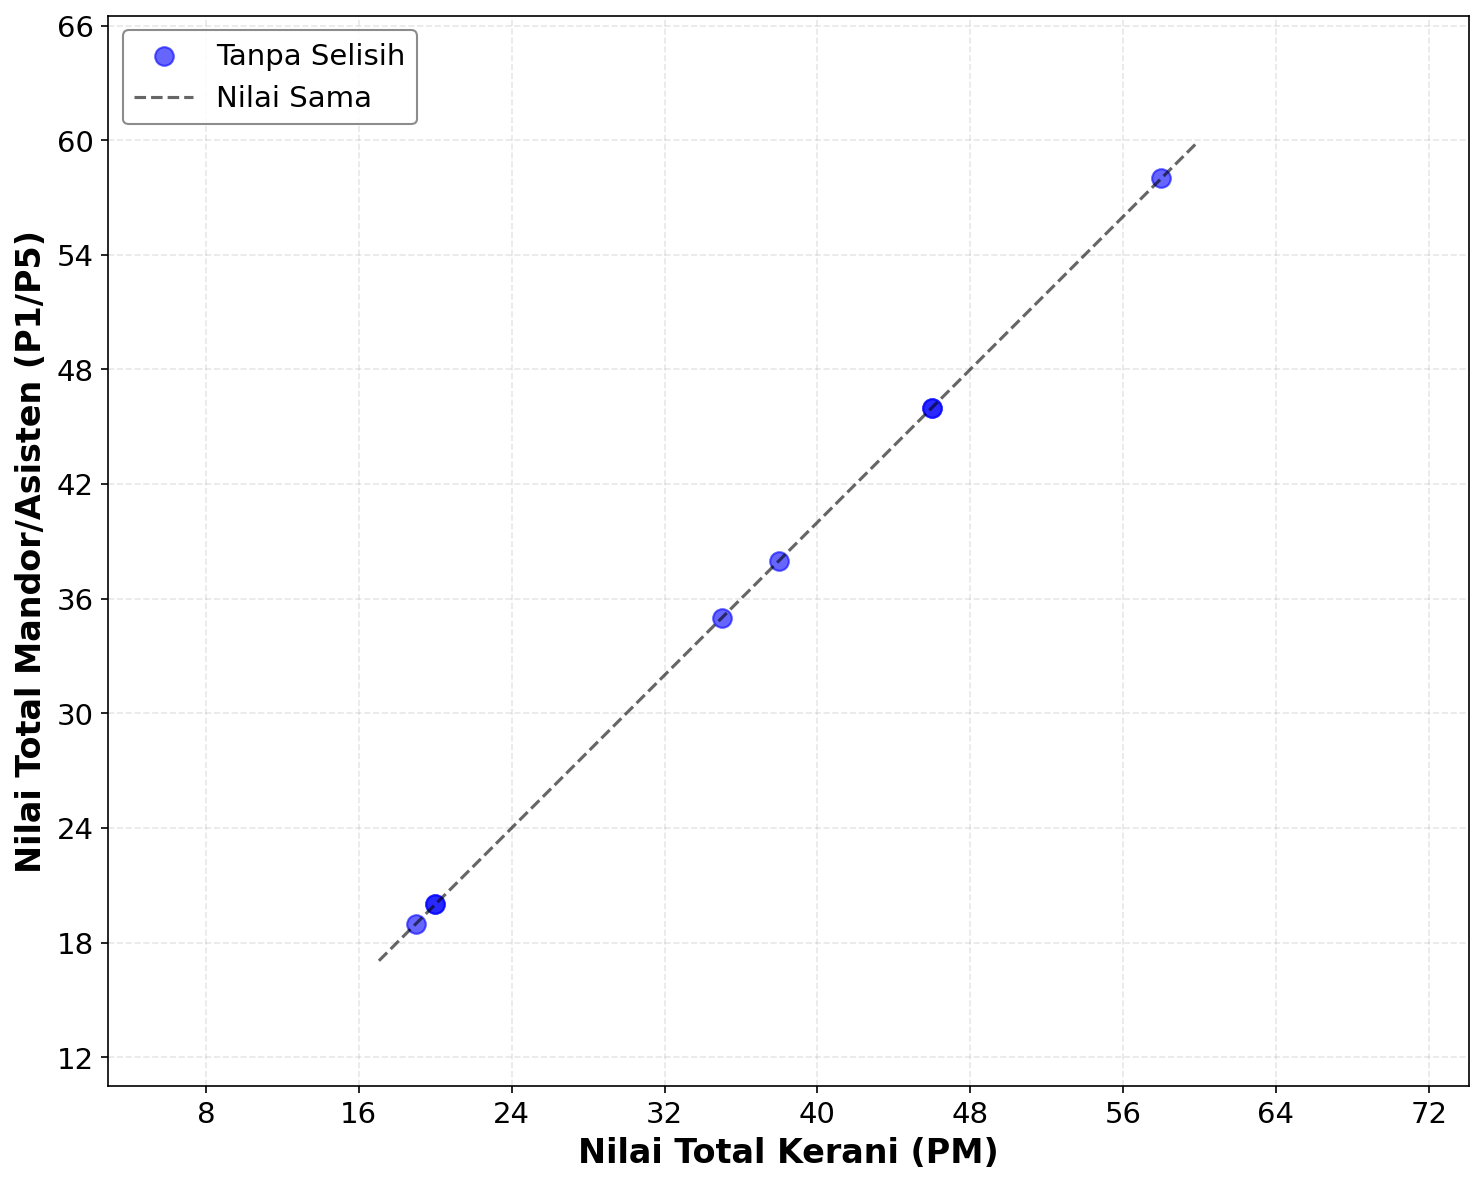 Tanpa Selisih
Nilai Sama
66
60
54
48
42
36
30
24
18
12
Nilai Total Mandor/Asisten (P1/P5)
8 16 24 32 40 48 56 64 72
Nilai Total Kerani (PM)